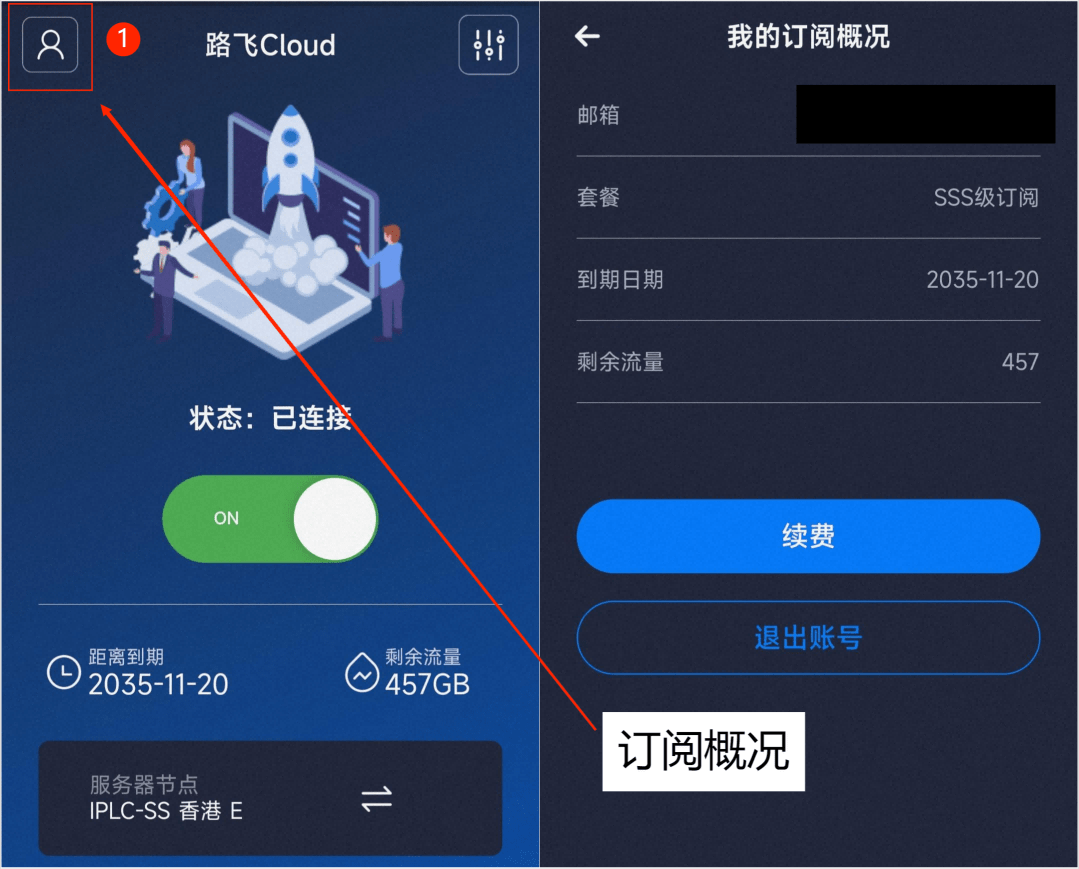 1
路飞Cloud
状态：已连接
ON
距离到期
2035-11-20
剩余流量
457GB
服务器节点
IPLC-SS 香港 E
我的订阅概况
邮箱
套餐 SSS级订阅
到期日期 2035-11-20
剩余流量 457
续费
退出账号
订阅概况